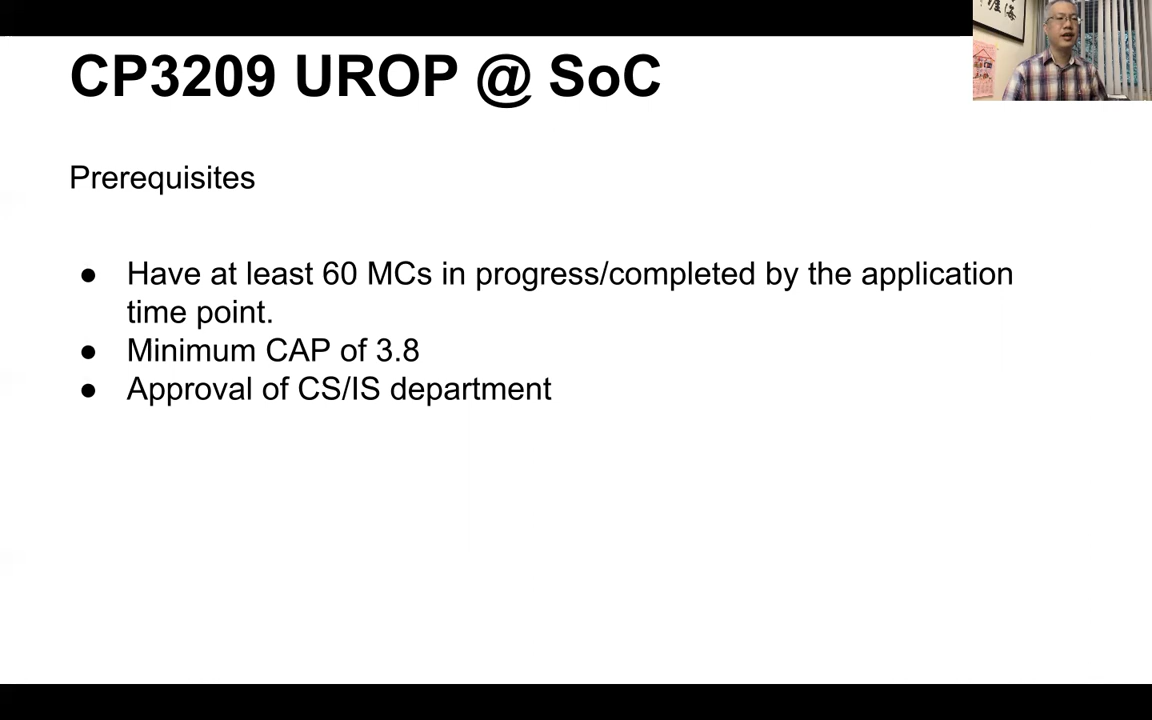 CP3209 UROP @ SoC
Prerequisites
● Have at least 60 MCs in progress/completed by the application
time point.
● Minimum CAP of 3.8
● Approval of CS/IS department